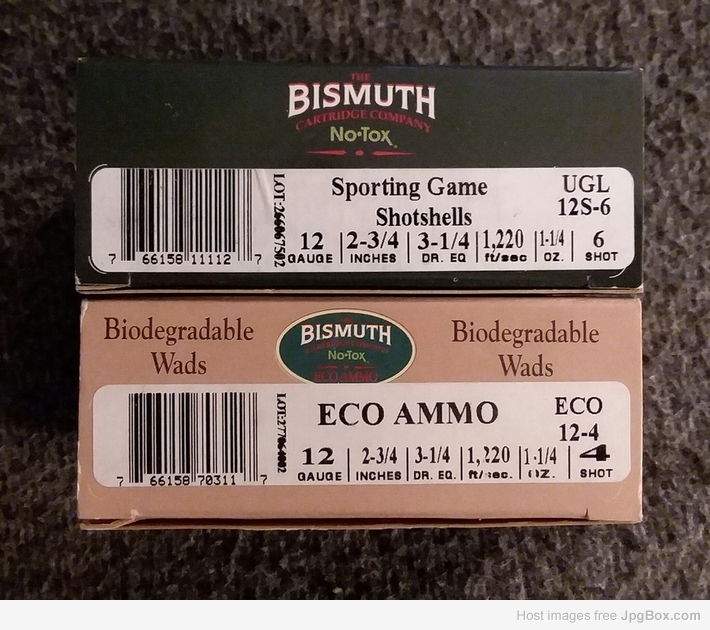 THE
BISMUTH
CARTRIDGE COMPANY
No•Tox™
LOT:266067502
Sporting Game
Shotshells
UGL
12S-6
12 GAUGE | 2-3/4 INCHES | 3-1/4 DR. EQ | 1,220 ft/sec | 1-1/4 OZ. | 6 SHOT
7 66158 11112 7
Biodegradable
Wads
BISMUTH
CARTRIDGE COMPANY
No•Tox
ECO AMMO
Biodegradable
Wads
ECO AMMO
ECO
12-4
12 GAUGE | 2-3/4 INCHES | 3-1/4 DR. EQ. | 1,220 ft/sec. | 1-1/4 OZ. | 4 SHOT
7 66158 70311 7
Host images free JpgBox.com